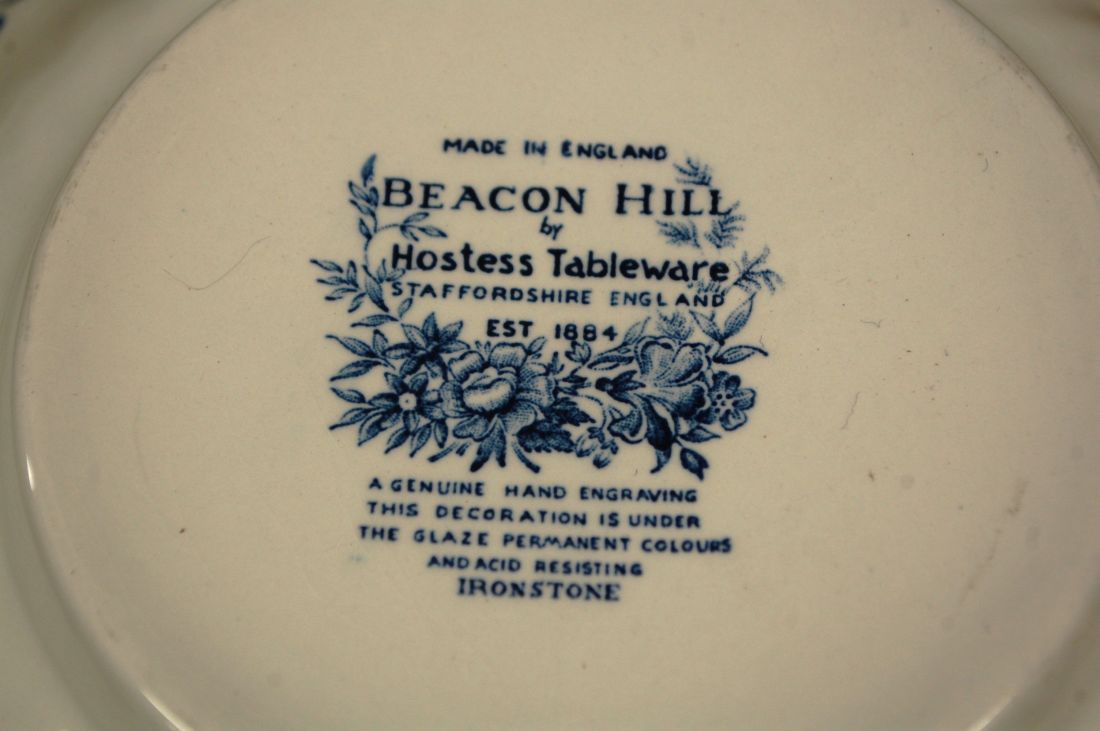 MADE IN ENGLAND
BEACON HILL
by
Hostess Tableware
STAFFORDSHIRE ENGLAND
EST 1884
A GENUINE HAND ENGRAVING
THIS DECORATION IS UNDER
THE GLAZE PERMANENT COLOURS
AND ACID RESISTING
IRONSTONE